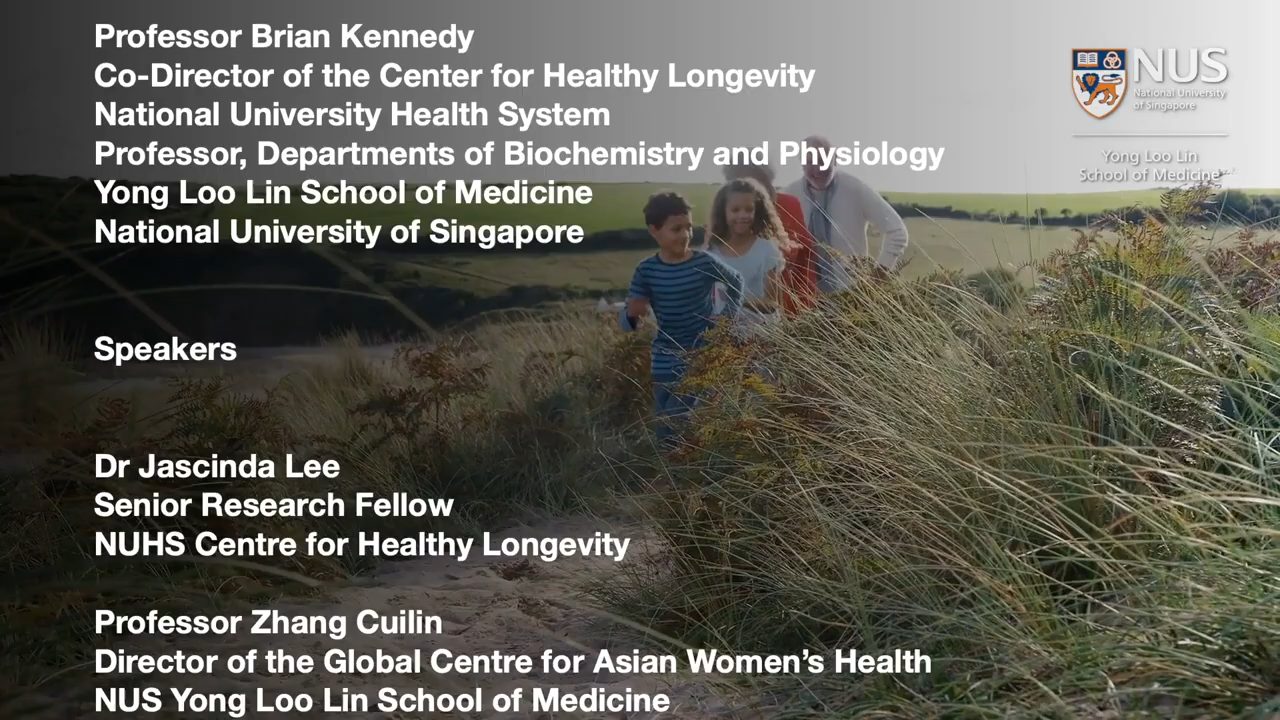 Professor Brian Kennedy
Co-Director of the Center for Healthy Longevity
National University Health System
Professor, Departments of Biochemistry and Physiology
Yong Loo Lin School of Medicine
National University of Singapore
Speakers
Dr Jascinda Lee
Senior Research Fellow
NUHS Centre for Healthy Longevity
Professor Zhang Cuilin
Director of the Global Centre for Asian Women’s Health
NUS Yong Loo Lin School of Medicine
NUS
National University
of Singapore
Yong Loo Lin
School of Medicine